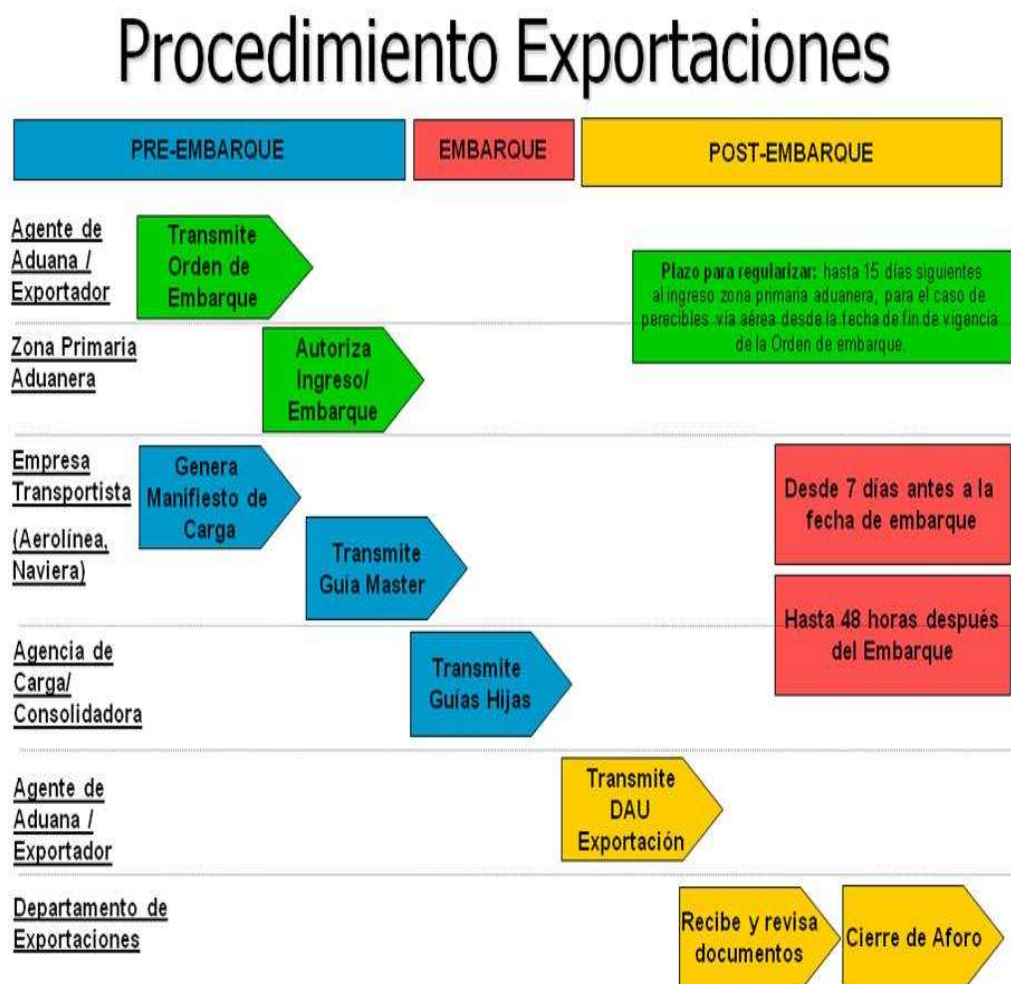 Procedimiento Exportaciones
PRE-EMBARQUE
EMBARQUE
POST-EMBARQUE
Agente de
Aduana /
Exportador
Transmite
Orden de
Embarque
Plazo para regularizar: hasta 15 días siguientes
al ingreso zona primaria aduanera, para el caso de
perecibles vía aérea desde la fecha de fin de vigencia
de la Orden de embarque.
Zona Primaria
Aduanera
Autoriza
Ingreso/
Embarque
Empresa
Transportista
(Aerolínea,
Naviera)
Genera
Manifiesto de
Carga
Transmite
Guía Master
Desde 7 días antes a la
fecha de embarque
Hasta 48 horas después
del Embarque
Agencia de
Carga/
Consolidadora
Transmite
Guías Hijas
Agente de
Aduana /
Exportador
Transmite
DAU
Exportación
Departamento de
Exportaciones
Recibe y revisa
documentos
Cierre de Aforo